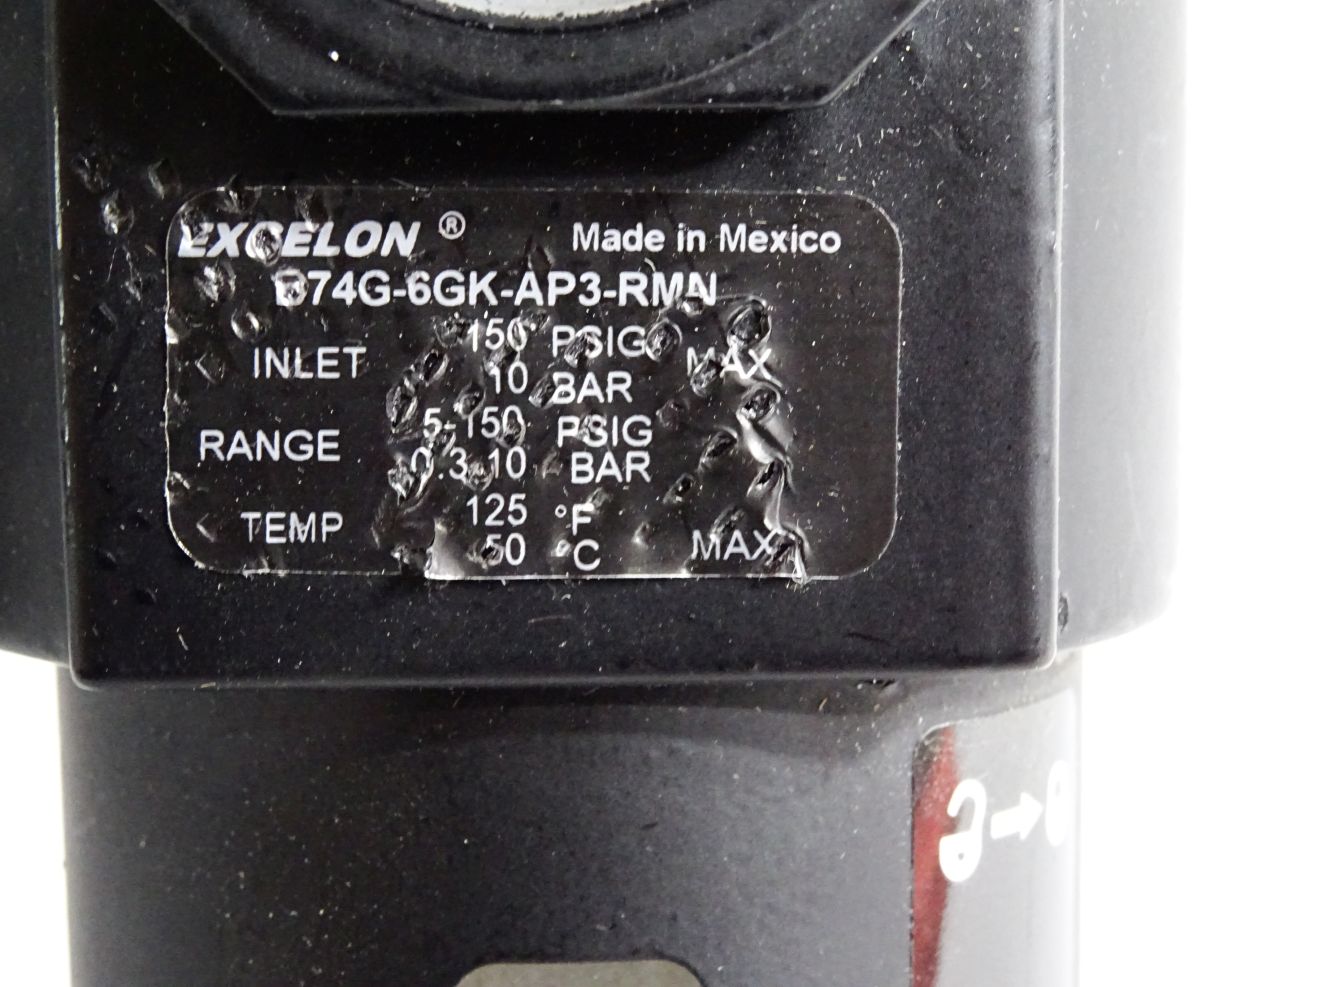 EXCELON ® Made in Mexico
B74G-6GK-AP3-RMN
INLET 150 PSIG MAX
10 BAR
RANGE 5-150 PSIG
0.3-10 BAR
TEMP 125 °F MAX
50 °C